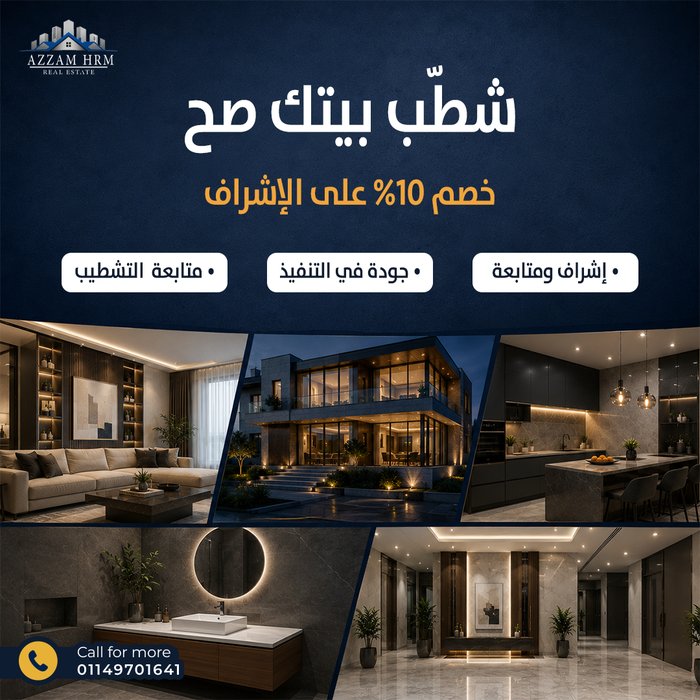 AZZAM HRM
REAL ESTATE
شطّب بيتك صح
خصم 10% على الإشراف
• إشراف ومتابعة
• جودة في التنفيذ
• متابعة التشطيب
Call for more
01149701641